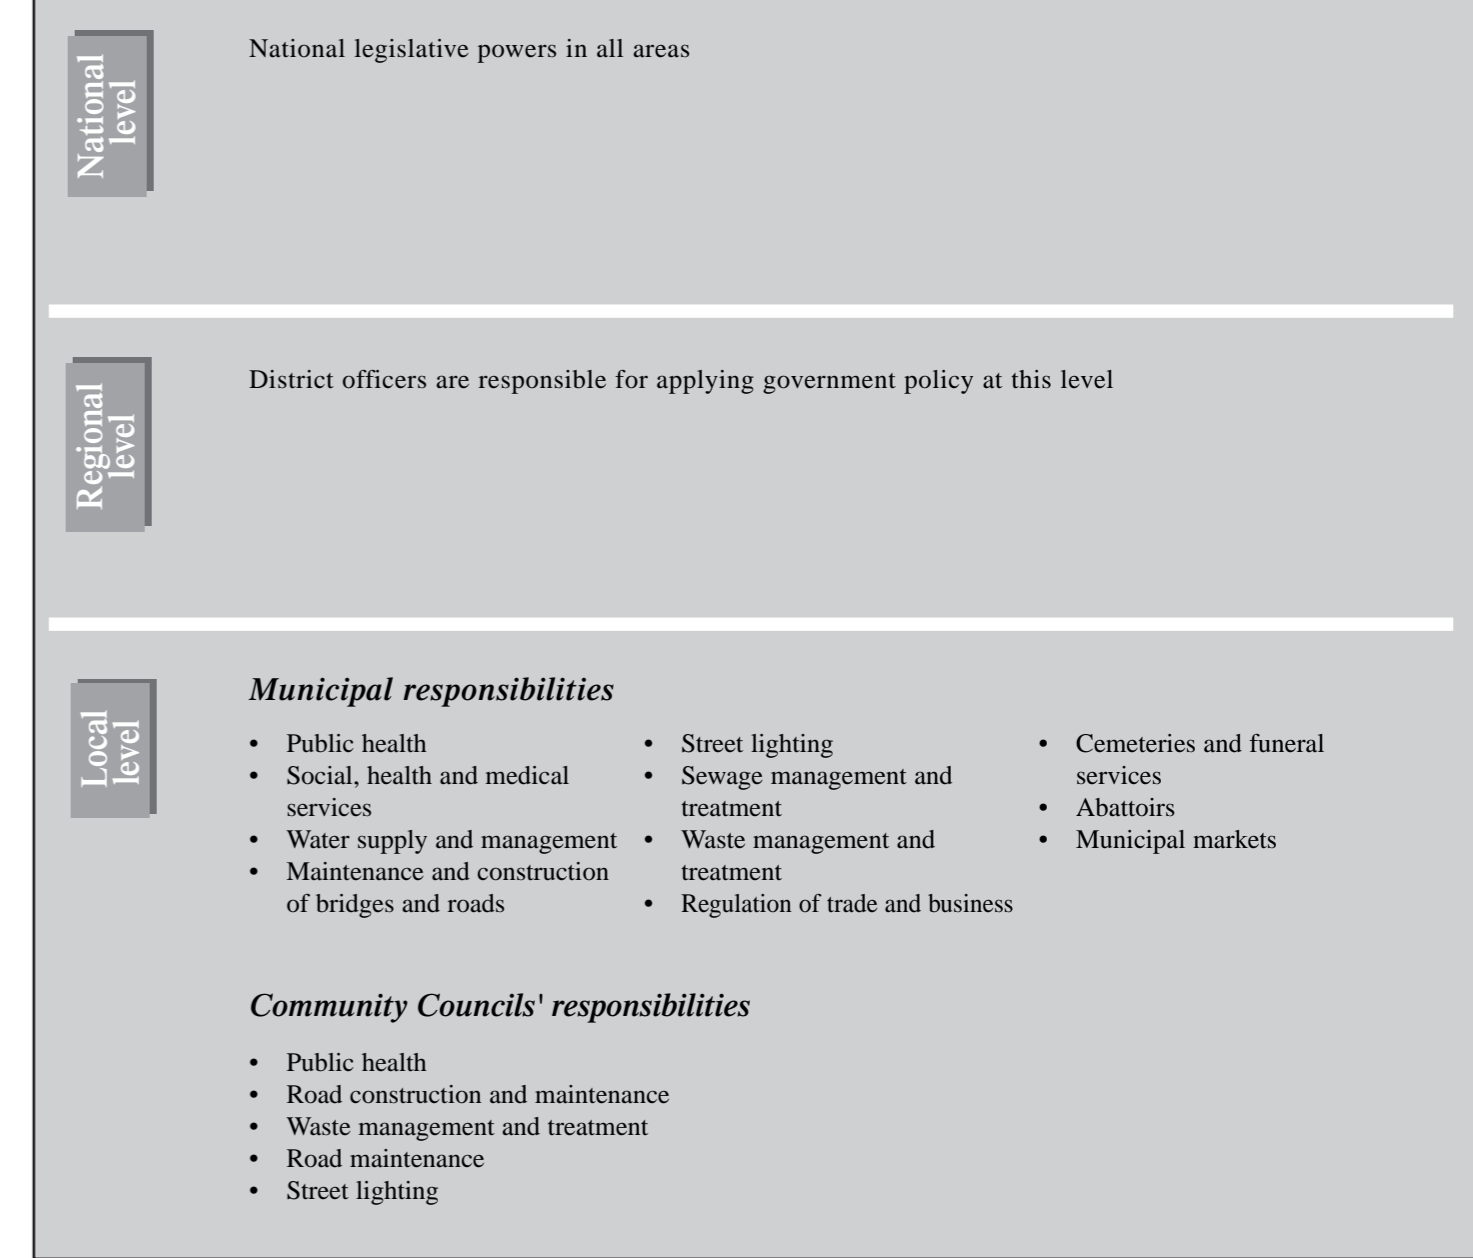 National
level
National legislative powers in all areas
Regional
level
District officers are responsible for applying government policy at this level
Local
level
Municipal responsibilities
• Public health
• Social, health and medical
services
• Water supply and management
• Maintenance and construction
of bridges and roads
• Street lighting
• Sewage management and
treatment
• Waste management and
treatment
• Regulation of trade and business
• Cemeteries and funeral
services
• Abattoirs
• Municipal markets
Community Councils' responsibilities
• Public health
• Road construction and maintenance
• Waste management and treatment
• Road maintenance
• Street lighting